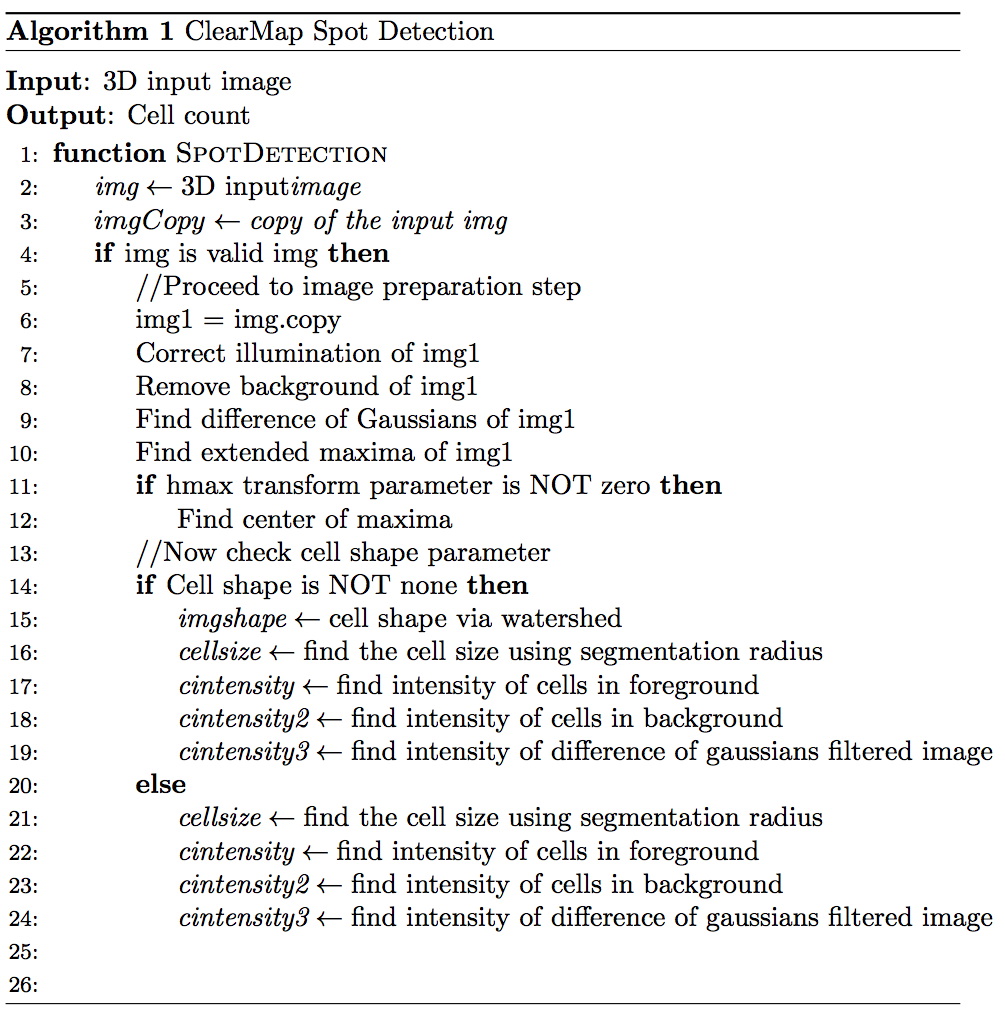 Algorithm 1 ClearMap Spot Detection
Input: 3D input image
Output: Cell count
1: function SpotDetection
2: img ← 3D inputimage
3: imgCopy ← copy of the input img
4: if img is valid img then
5: //Proceed to image preparation step
6: img1 = img.copy
7: Correct illumination of img1
8: Remove background of img1
9: Find difference of Gaussians of img1
10: Find extended maxima of img1
11: if hmax transform parameter is NOT zero then
12: Find center of maxima
13: //Now check cell shape parameter
14: if Cell shape is NOT none then
15: imgshape ← cell shape via watershed
16: cellsize ← find the cell size using segmentation radius
17: cintensity ← find intensity of cells in foreground
18: cintensity2 ← find intensity of cells in background
19: cintensity3 ← find intensity of difference of gaussians filtered image
20: else
21: cellsize ← find the cell size using segmentation radius
22: cintensity ← find intensity of cells in foreground
23: cintensity2 ← find intensity of cells in background
24: cintensity3 ← find intensity of difference of gaussians filtered image
25:
26: